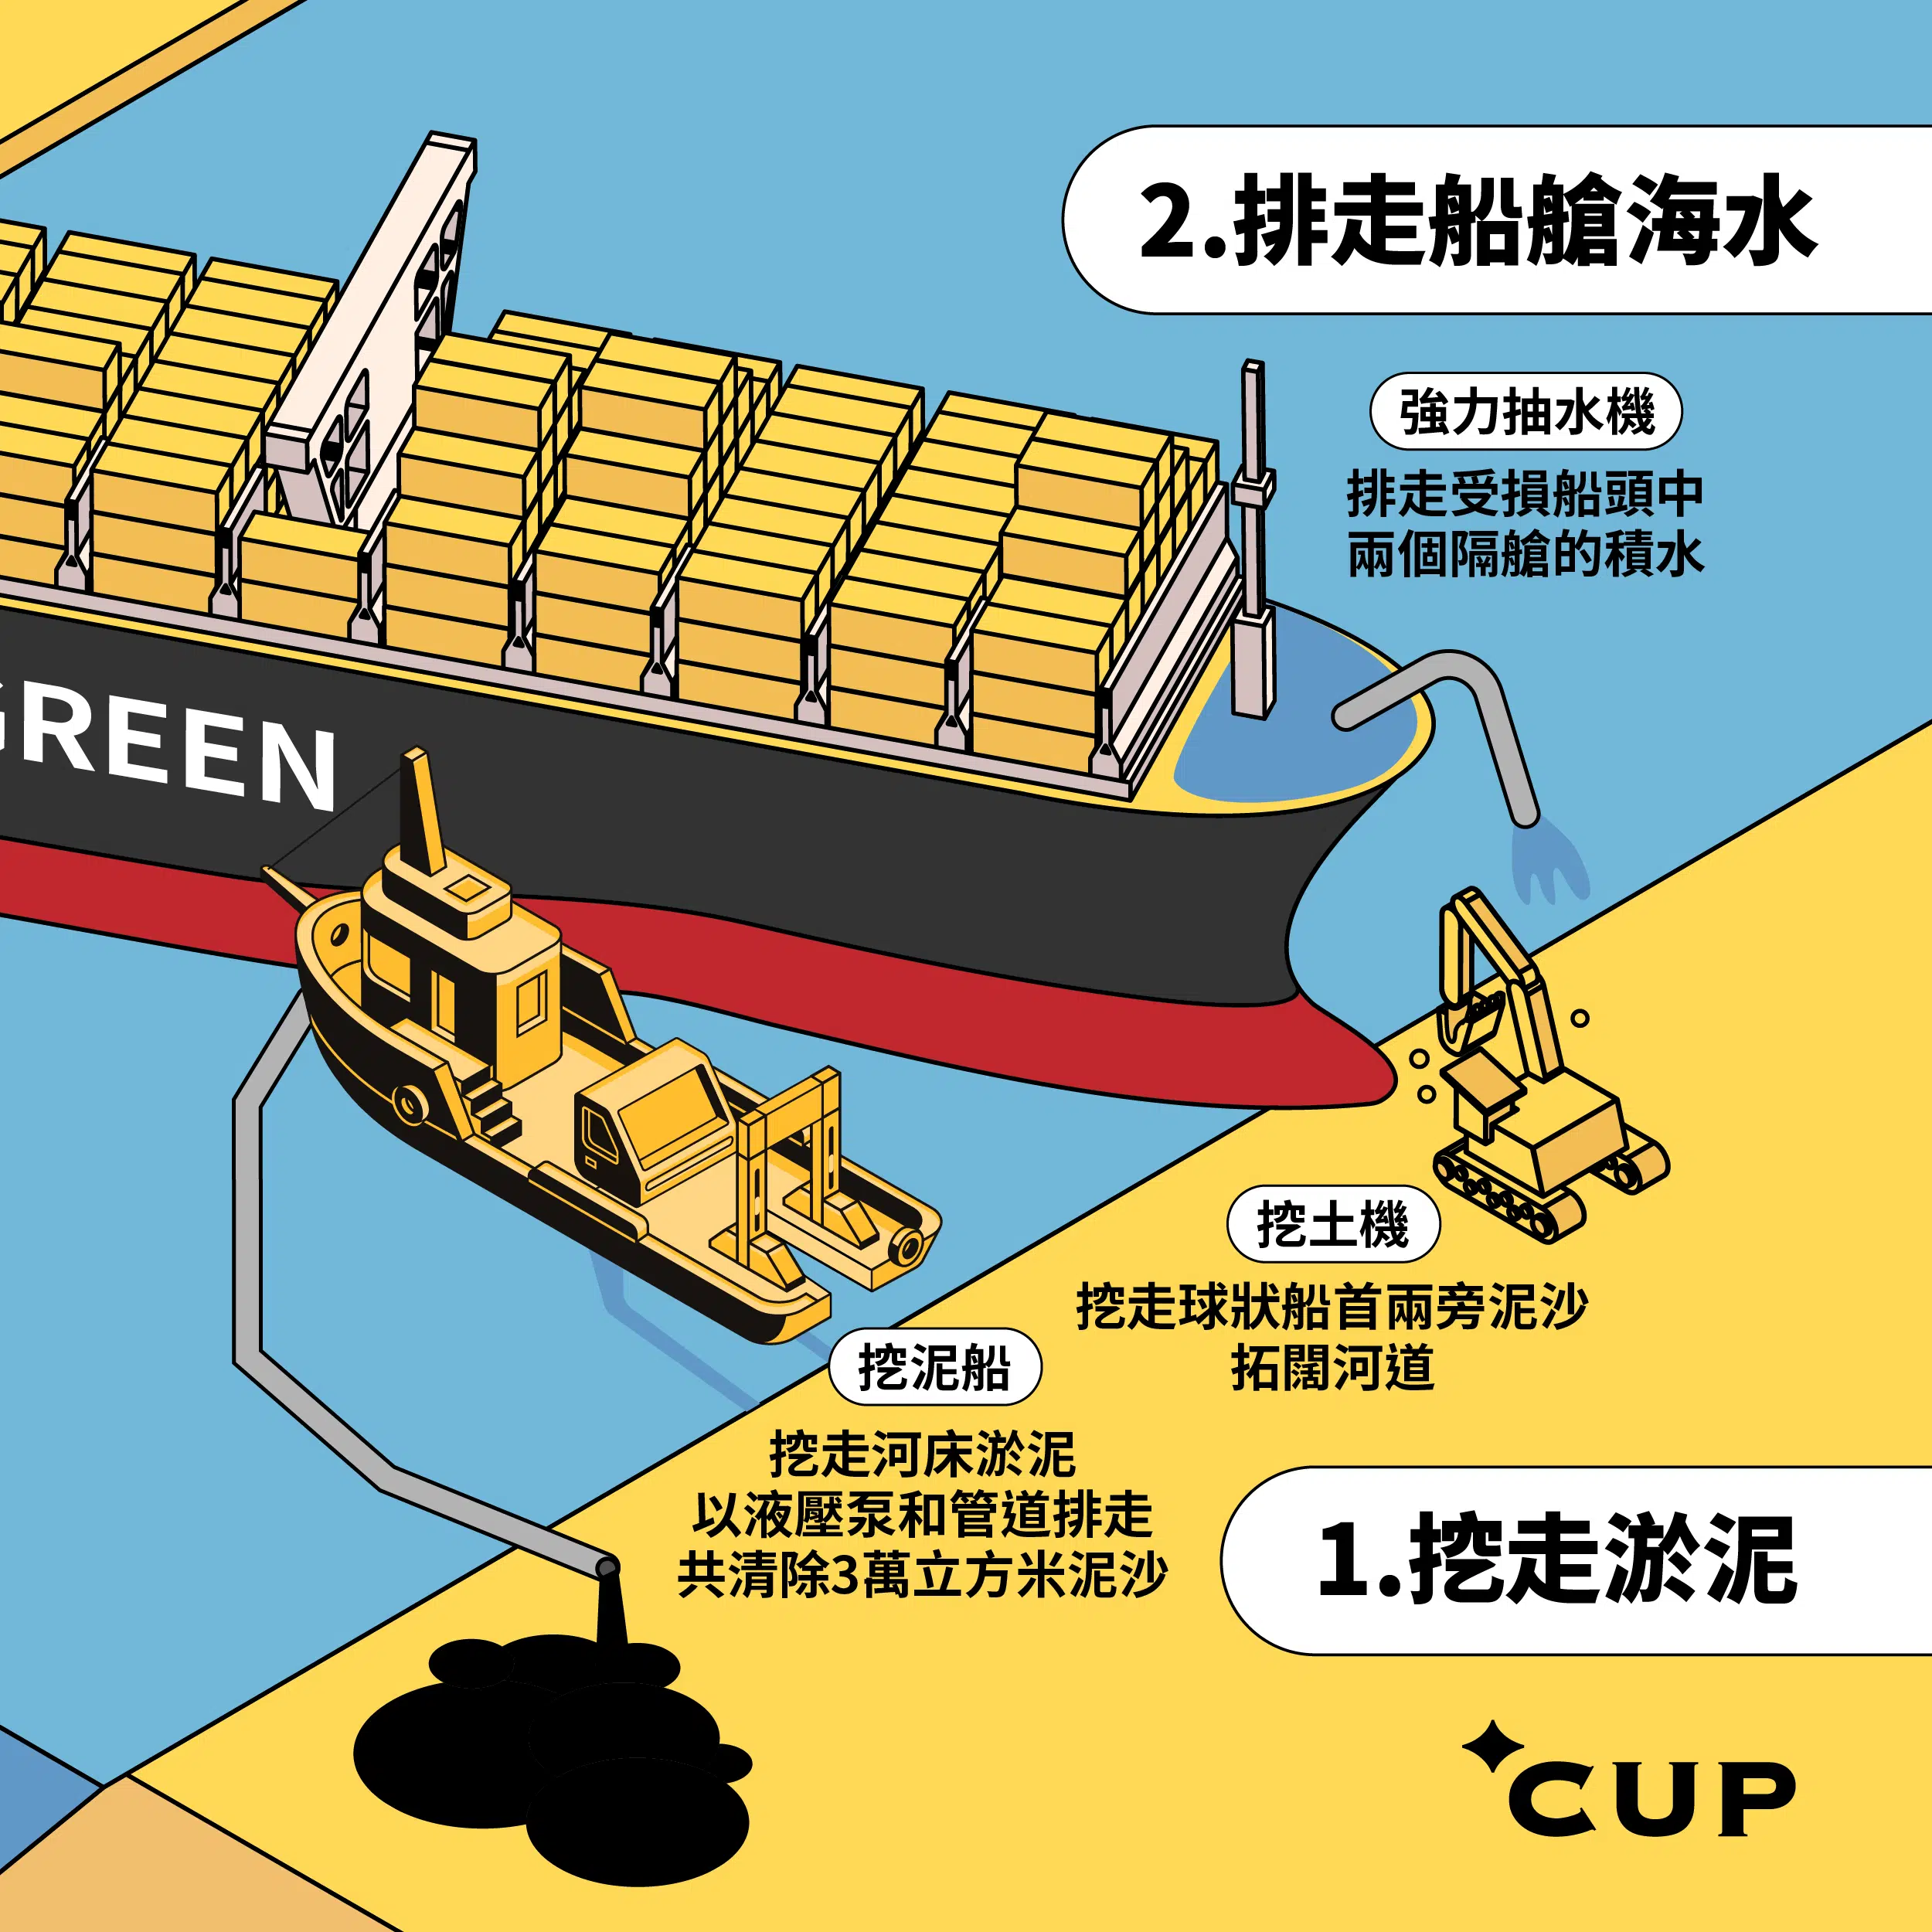 2.排走船艙海水
強力抽水機
排走受損船頭中
兩個隔艙的積水
GREEN
挖土機
挖走球狀船首兩旁泥沙
拓闊河道
挖泥船
挖走河床淤泥
以液壓泵和管道排走
共清除3萬立方米泥沙
1.挖走淤泥
CUP